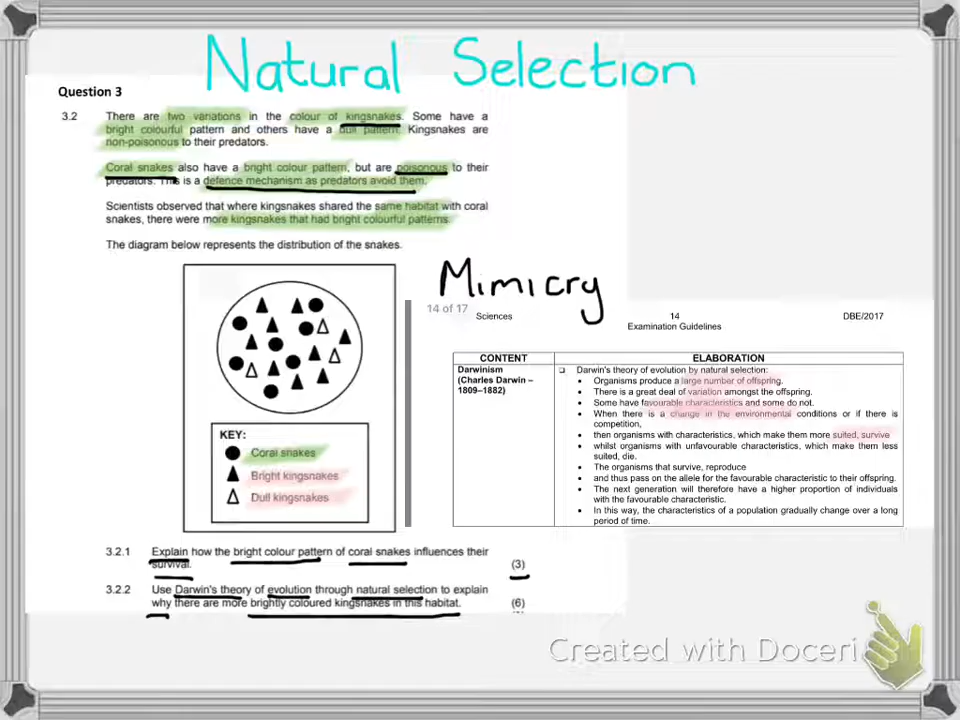 Natural Selection
Question 3
3.2 There are two variations in the colour of kingsnakes. Some have a
bright colourful pattern and others have a dull pattern. Kingsnakes are
non-poisonous to their predators.
Coral snakes also have a bright colour pattern, but are poisonous to their
predators. This is a defence mechanism as predators avoid them.
Scientists observed that where kingsnakes shared the same habitat with coral
snakes, there were more kingsnakes that had bright colourful patterns.
The diagram below represents the distribution of the snakes.
Mimicry
14 of 17
Sciences 14 DBE/2017
Examination Guidelines
CONTENT ELABORATION
Darwinism
(Charles Darwin –
1809–1882)
Darwin's theory of evolution by natural selection:
• Organisms produce a large number of offspring.
• There is a great deal of variation amongst the offspring.
• Some have favourable characteristics and some do not.
• When there is a change in the environmental conditions or if there is
competition,
• then organisms with characteristics, which make them more suited, survive
• whilst organisms with unfavourable characteristics, which make them less
suited, die.
• The organisms that survive, reproduce
• and thus pass on the allele for the favourable characteristic to their offspring.
• The next generation will therefore have a higher proportion of individuals
with the favourable characteristic.
• In this way, the characteristics of a population gradually change over a long
period of time.
KEY:
Coral snakes
Bright kingsnakes
Dull kingsnakes
3.2.1 Explain how the bright colour pattern of coral snakes influences their
survival. (3)
3.2.2 Use Darwin's theory of evolution through natural selection to explain
why there are more brightly coloured kingsnakes in this habitat. (6)
Created with Doceri